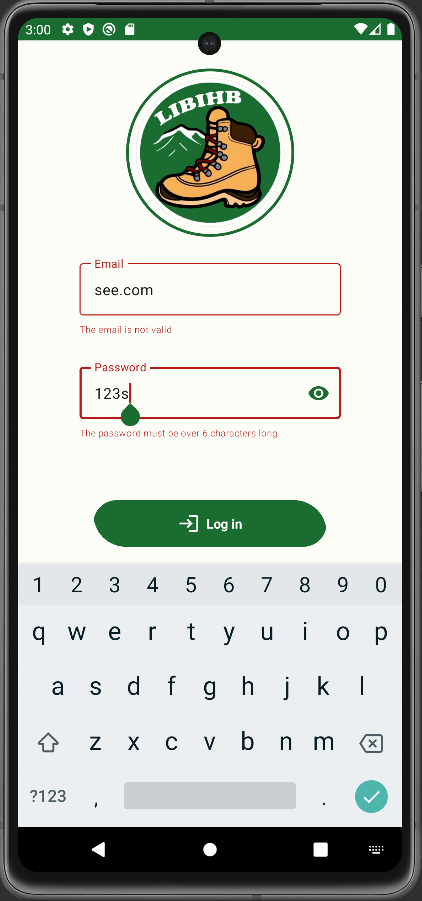 3:00
LIBIHB
Email
see.com
The email is not valid
Password
123s
The password must be over 6 characters long
Log in
1 2 3 4 5 6 7 8 9 0
q w e r t y u i o p
a s d f g h j k l
z x c v b n m
?123 , .